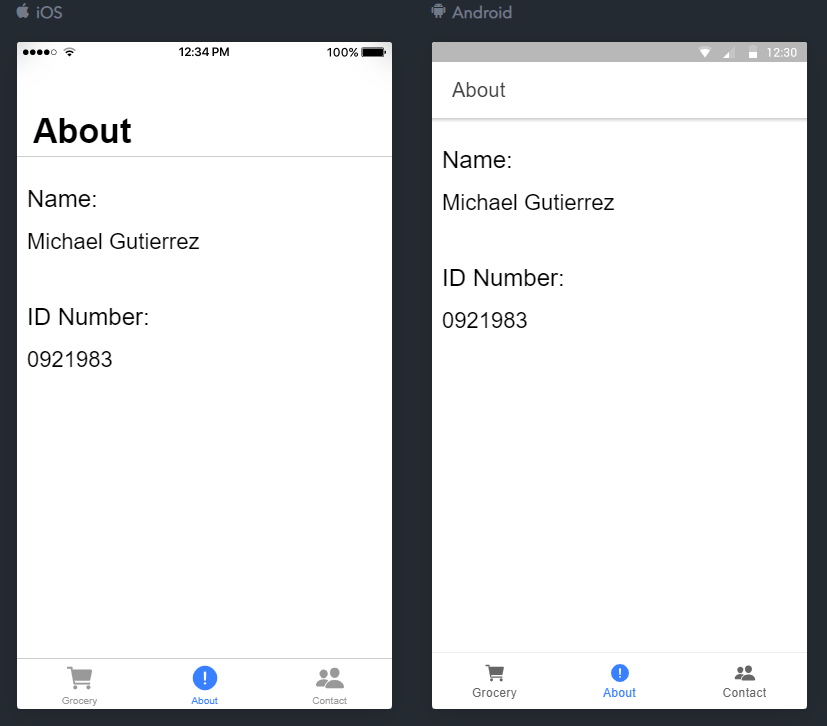 iOS
12:34 PM 100%
About
Name:
Michael Gutierrez
ID Number:
0921983
Grocery About Contact
Android
12:30
About
Name:
Michael Gutierrez
ID Number:
0921983
Grocery About Contact